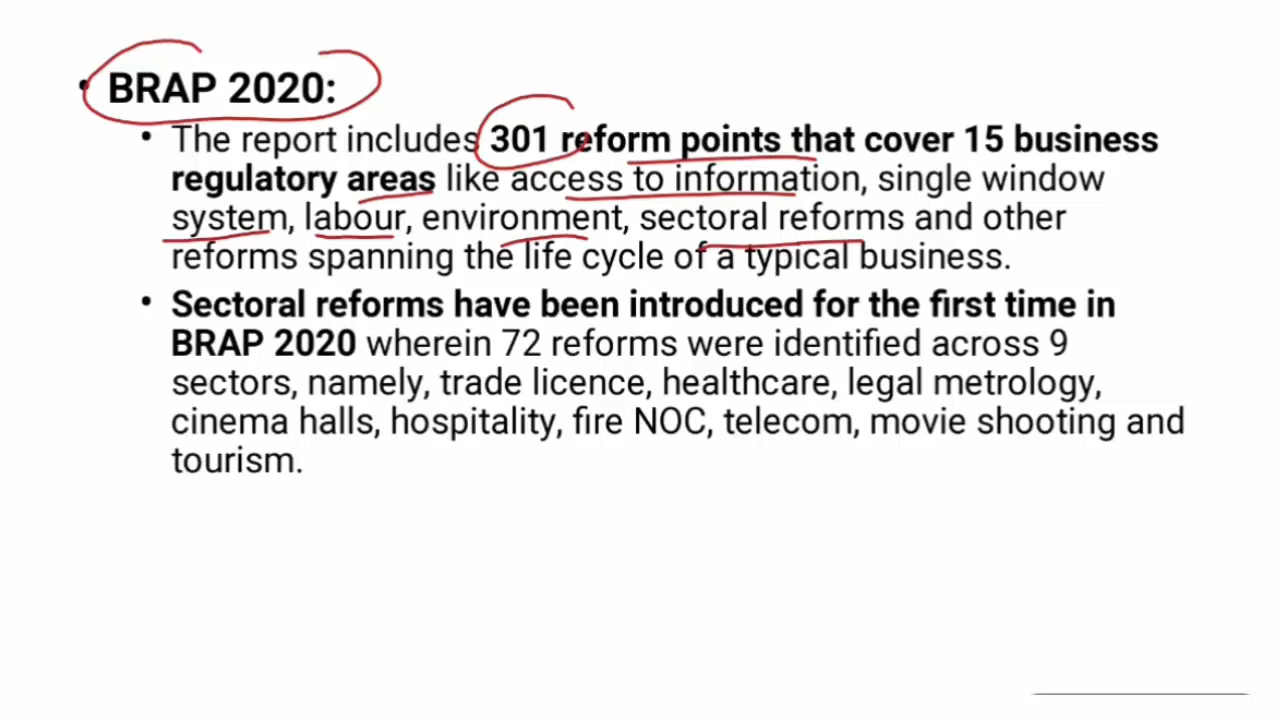 • BRAP 2020:
• The report includes 301 reform points that cover 15 business
regulatory areas like access to information, single window
system, labour, environment, sectoral reforms and other
reforms spanning the life cycle of a typical business.
• Sectoral reforms have been introduced for the first time in
BRAP 2020 wherein 72 reforms were identified across 9
sectors, namely, trade licence, healthcare, legal metrology,
cinema halls, hospitality, fire NOC, telecom, movie shooting and
tourism.